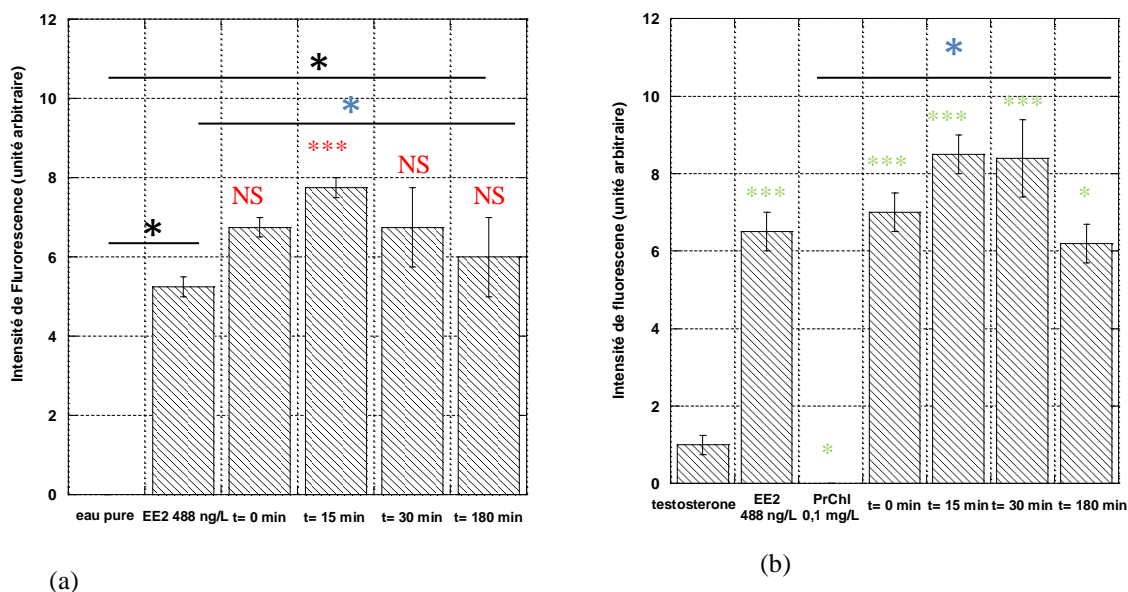 Intensité de Flurorescence (unité arbitraire)
12
10
8
6
4
2
0
*
*
***
NS
NS
NS
*
eau pure
EE2 488 ng/L
t= 0 min
t= 15 min
t= 30 min
t= 180 min
(a)
Intensité de fluorescene (unité arbitraire)
12
10
8
6
4
2
0
*
***
***
***
***
*
*
testosterone
EE2
488 ng/L
PrChl
0,1 mg/L
t= 0 min
t= 15 min
t= 30 min
t= 180 min
(b)